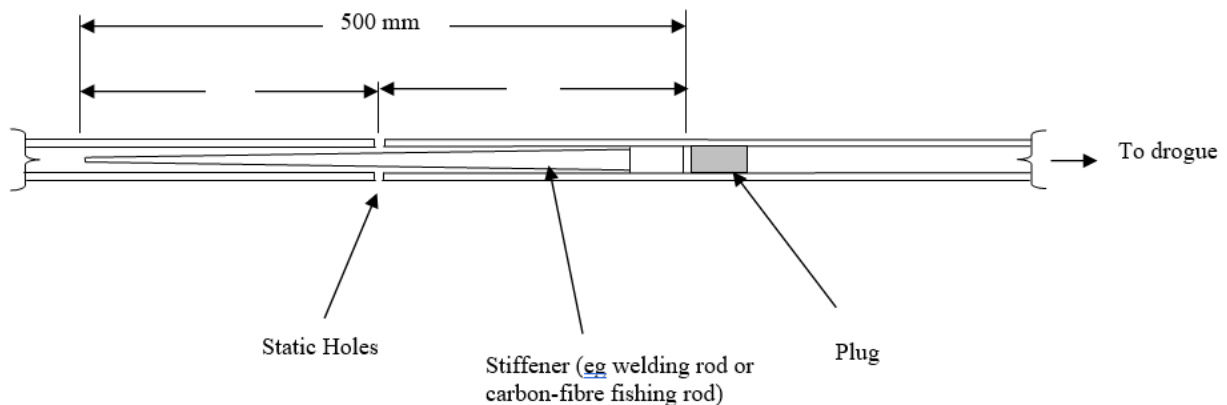 500 mm
To drogue
Static Holes
Stiffener (eg welding rod or
carbon-fibre fishing rod)
Plug